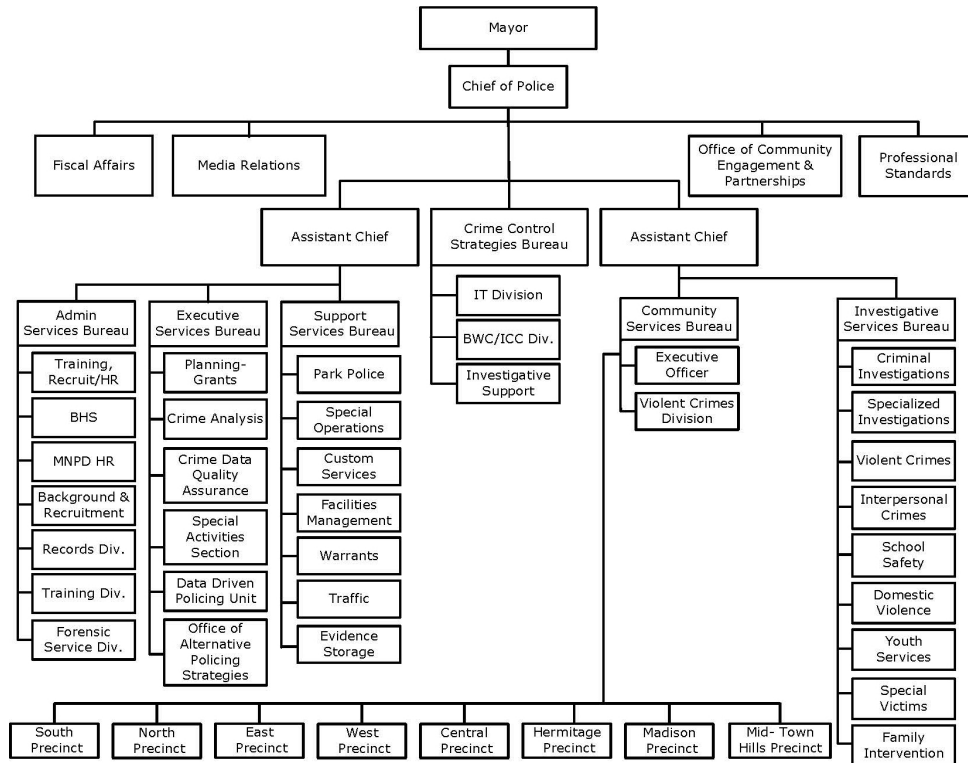 Mayor
Chief of Police
Fiscal Affairs
Media Relations
Office of Community
Engagement &
Partnerships
Professional
Standards
Assistant Chief
Crime Control
Strategies Bureau
Assistant Chief
IT Division
BWC/ICC Div.
Investigative
Support
Admin
Services Bureau
Training,
Recruit/HR
BHS
MNPD HR
Background &
Recruitment
Records Div.
Training Div.
Forensic
Service Div.
Executive
Services Bureau
Planning-
Grants
Crime Analysis
Crime Data
Quality
Assurance
Special
Activities
Section
Data Driven
Policing Unit
Office of
Alternative
Policing
Strategies
Support
Services Bureau
Park Police
Special
Operations
Custom
Services
Facilities
Management
Warrants
Traffic
Evidence
Storage
Community
Services Bureau
Executive
Officer
Violent Crimes
Division
Investigative
Services Bureau
Criminal
Investigations
Specialized
Investigations
Violent Crimes
Interpersonal
Crimes
School
Safety
Domestic
Violence
Youth
Services
Special
Victims
Family
Intervention
South
Precinct
North
Precinct
East
Precinct
West
Precinct
Central
Precinct
Hermitage
Precinct
Madison
Precinct
Mid- Town
Hills Precinct